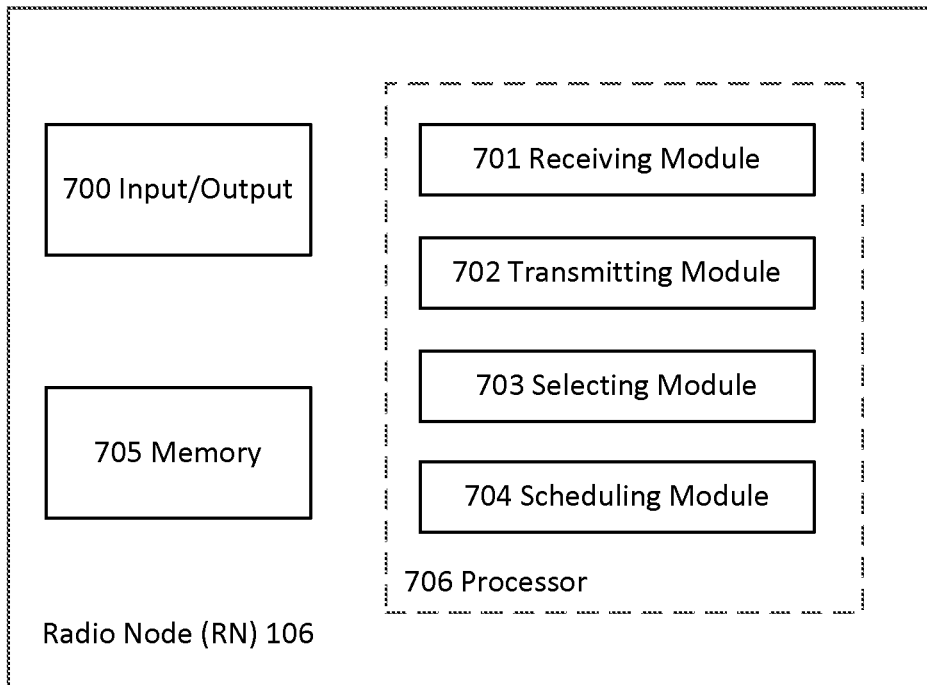 700 Input/Output
705 Memory
701 Receiving Module
702 Transmitting Module
703 Selecting Module
704 Scheduling Module
706 Processor
Radio Node (RN) 106